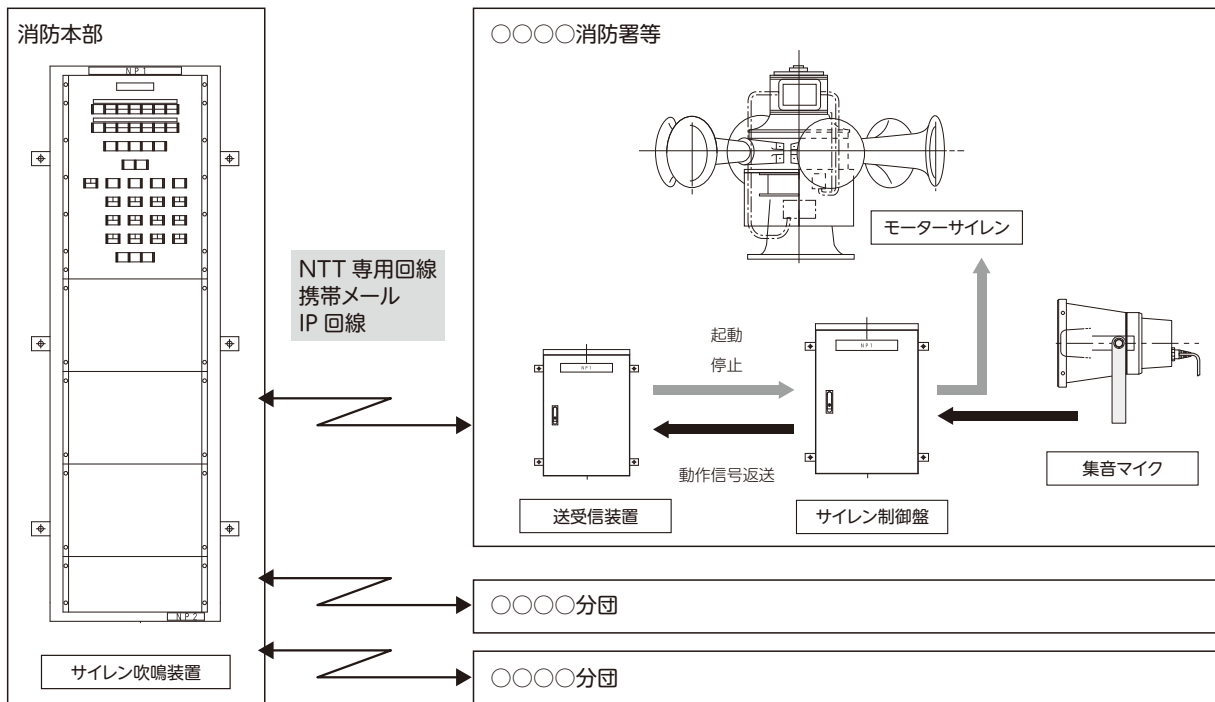 消防本部
NP1
NP2
サイレン吹鳴装置
NTT 専用回線
携帯メール
IP 回線
○○○○消防署等
モーターサイレン
起動
停止
NP1
NP1
動作信号返送
送受信装置
サイレン制御盤
集音マイク
○○○○分団
○○○○分団